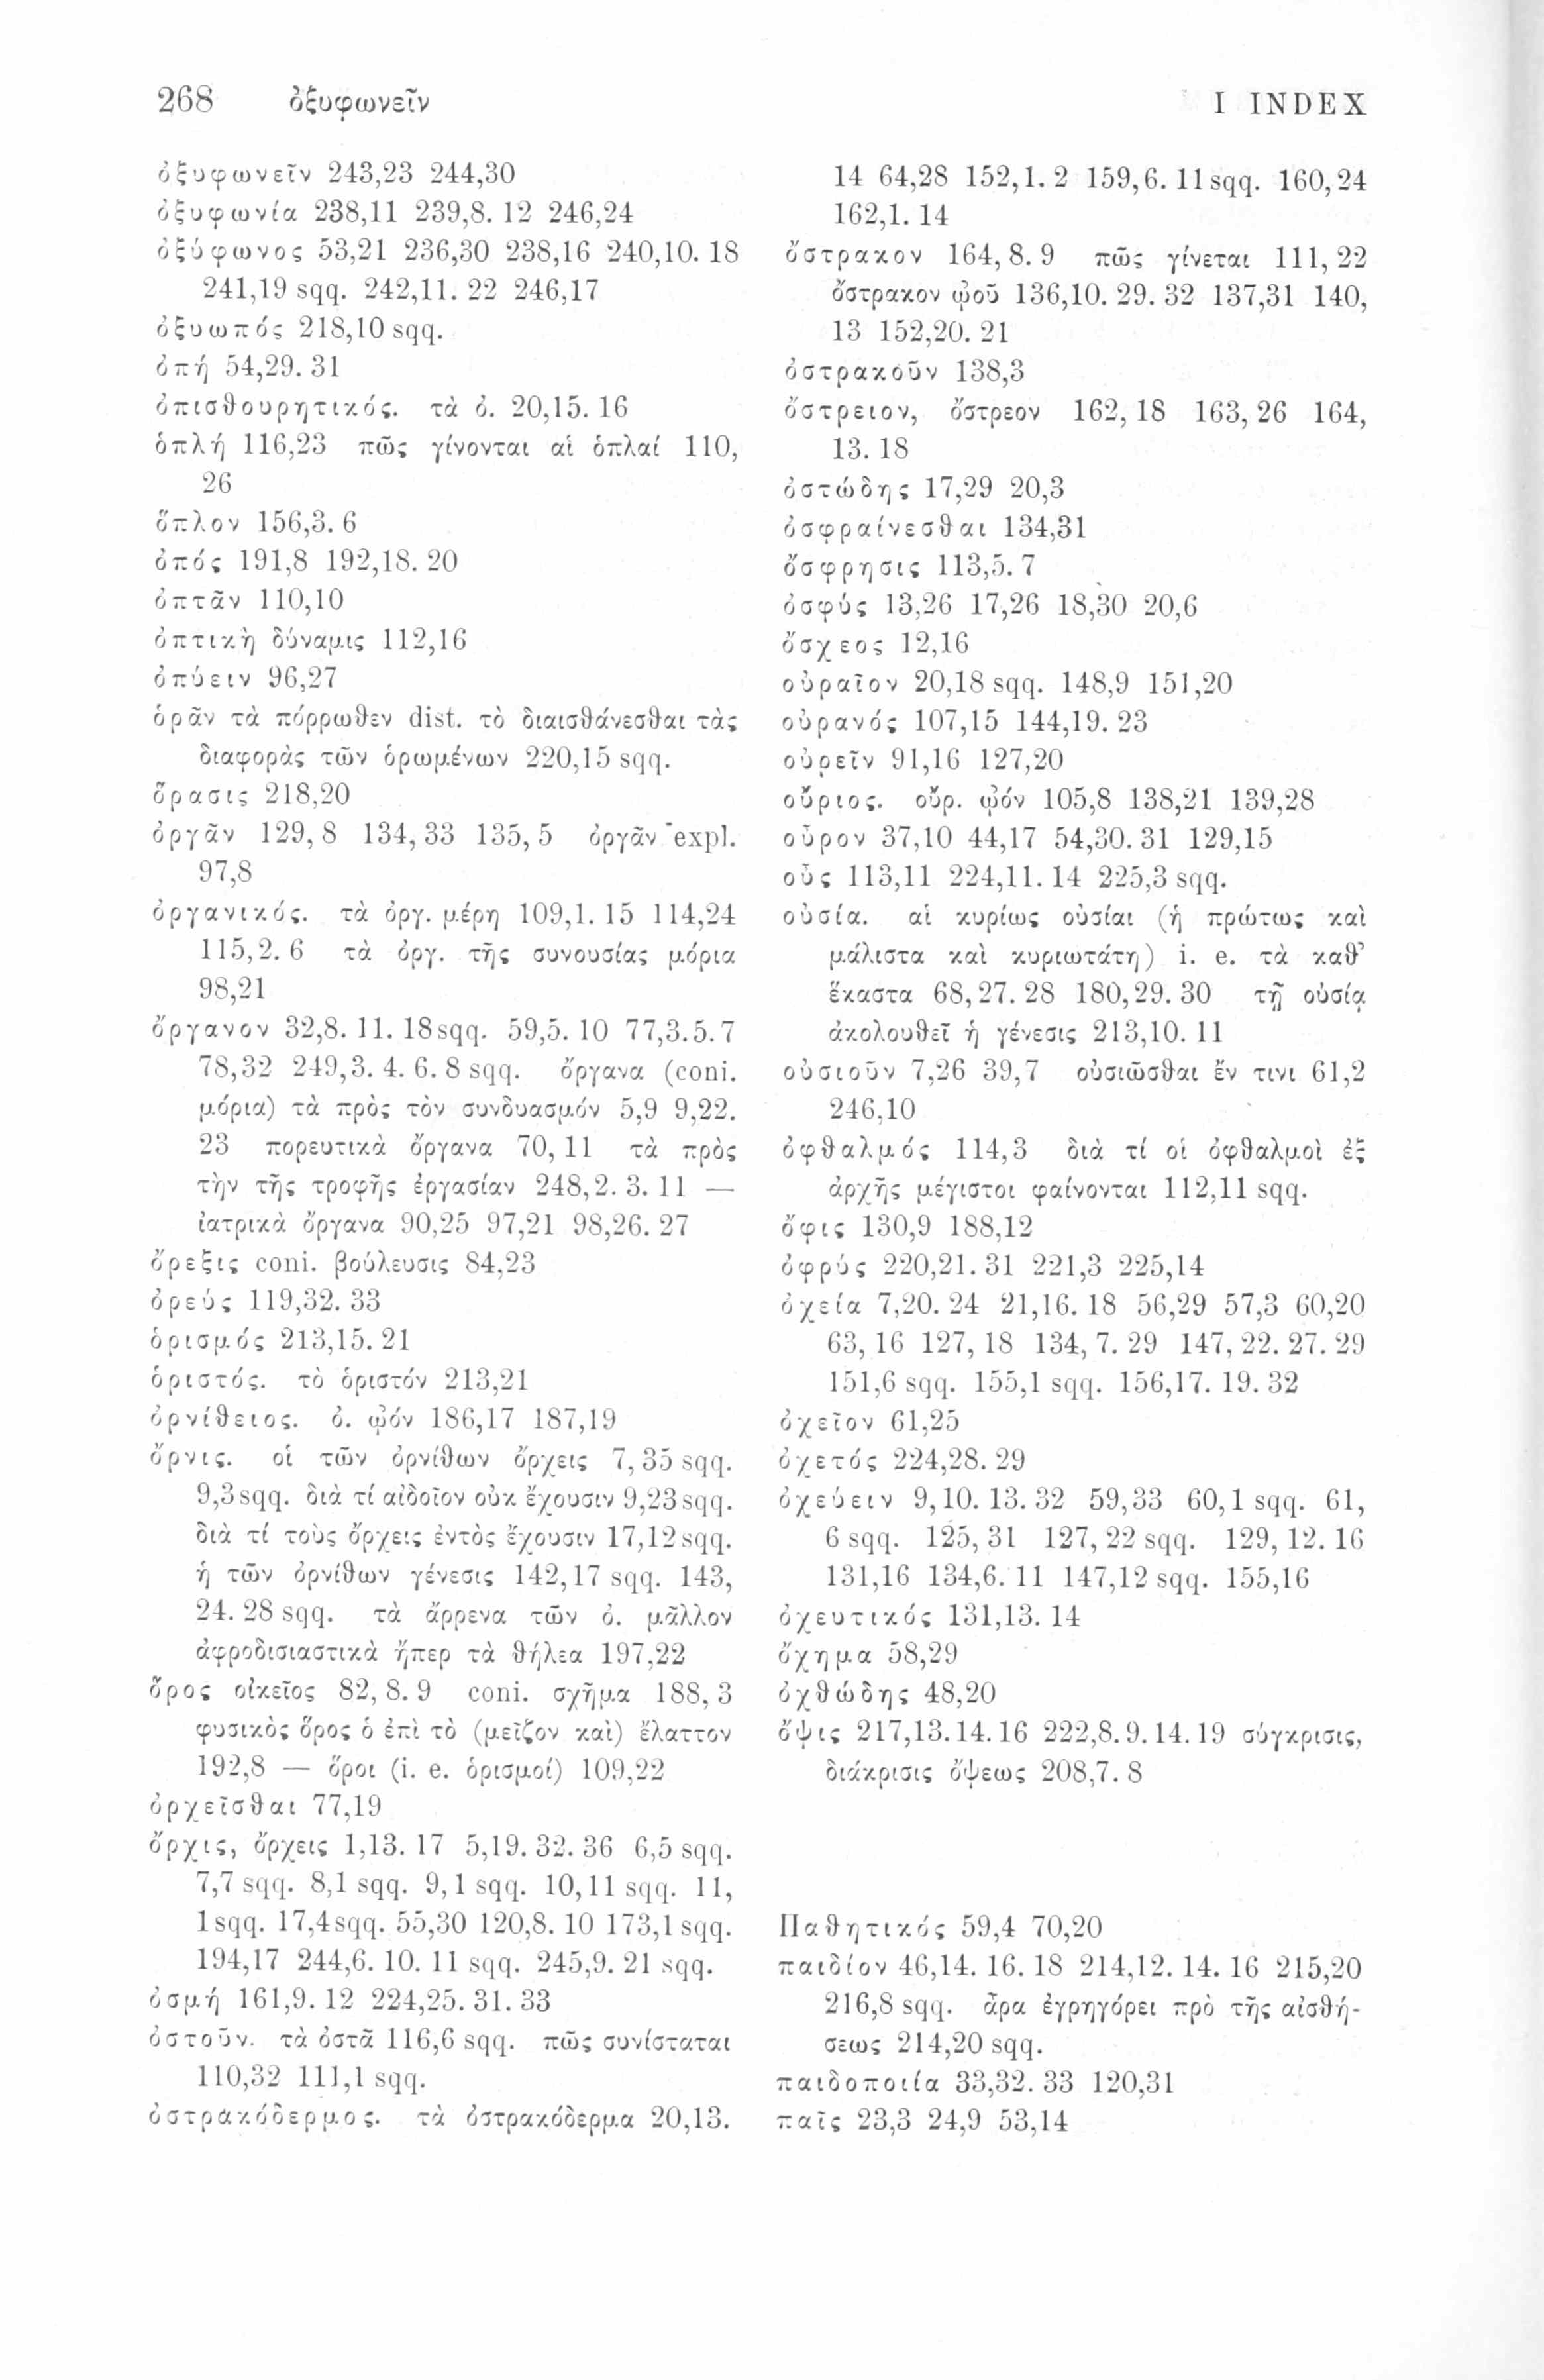 268 ὀξυφωνεῖν I INDEX
ὀξυφωνεῖν 243,23 244,30
ὀξυφωνία 238,11 239,8. 12 246,24
ὀξύφωνος 53,21 236,30 238,16 240,10. 18
241,19 sqq. 242,11. 22 246,17
ὀξυωπός 218,10 sqq.
ὀπή 54,29. 31
ὀπισθουρητικός. τὰ ὀ. 20,15. 16
ὁπλή 116,23 πῶς γίνονται αἱ ὁπλαί 110,
26
ὅπλον 156,3. 6
ὀπός 191,8 192,18. 20
ὀπτᾶν 110,10
ὀπτικὴ δύναμις 112,16
ὀπύειν 96,27
ὁρᾶν τὰ πόρρωθεν dist. τὸ διαισθάνεσθαι τὰς
διαφορὰς τῶν ὁρωμένων 220,15 sqq.
ὅρασις 218,20
ὀργᾶν 129, 8 134, 33 135, 5 ὀργᾶν expl.
97,8
ὀργανικός. τὰ ὀργ. μέρη 109,1. 15 114,24
115,2. 6 τὰ ὀργ. τῆς συνουσίας μόρια
98,21
ὄργανον 32,8. 11. 18 sqq. 59,5. 10 77,3. 5. 7
78,32 249,3. 4. 6. 8 sqq. ὄργανα (coni.
μόρια) τὰ πρὸς τὸν συνδυασμόν 5,9 9,22.
23 πορευτικὰ ὄργανα 70, 11 τὰ πρὸς
τὴν τῆς τροφῆς ἐργασίαν 248,2. 3. 11 —
ἰατρικὰ ὄργανα 90,25 97,21 98,26. 27
ὄρεξις coni. βούλευσις 84,23
ὀρεύς 119,32. 33
ὁρισμός 213,15. 21
ὁριστός. τὸ ὁριστόν 213,21
ὀρνίθειος. ὀ. ᾠόν 186,17 187,19
ὄρνις. οἱ τῶν ὀρνίθων ὄρχεις 7, 35 sqq.
9,3 sqq. διὰ τί αἰδοῖον οὐκ ἔχουσιν 9,23 sqq.
διὰ τί τοὺς ὄρχεις ἐντὸς ἔχουσιν 17,12 sqq.
ἡ τῶν ὀρνίθων γένεσις 142,17 sqq. 143,
24. 28 sqq. τὰ ἄρρενα τῶν ὀ. μᾶλλον
ἀφροδισιαστικὰ ἤπερ τὰ θήλεα 197,22
ὅρος οἰκεῖος 82, 8. 9 coni. σχῆμα 188, 3
φυσικὸς ὅρος ὁ ἐπὶ τὸ (μεῖζον καὶ) ἔλαττον
192,8 — ὅροι (i. e. ὁρισμοί) 109,22
ὀρχεῖσθαι 77,19
ὄρχις, ὄρχεις 1,13. 17 5,19. 32. 36 6,5 sqq.
7,7 sqq. 8,1 sqq. 9,1 sqq. 10,11 sqq. 11,
1 sqq. 17,4 sqq. 55,30 120,8. 10 173,1 sqq.
194,17 244,6. 10. 11 sqq. 245,9. 21 sqq.
ὀσμή 161,9. 12 224,25. 31. 33
ὀστοῦν. τὰ ὀστᾶ 116,6 sqq. πῶς συνίσταται
110,32 111,1 sqq.
ὀστρακόδερμος. τὰ ὀστρακόδερμα 20,13.
14 64,28 152,1. 2 159,6. 11 sqq. 160,24
162,1. 14
ὄστρακον 164, 8. 9 πῶς γίνεται 111, 22
ὄστρακον ᾠοῦ 136,10. 29. 32 137,31 140,
13 152,20. 21
ὀστρακοῦν 138,3
ὄστρειον, ὄστρεον 162, 18 163, 26 164,
13. 18
ὀστώδης 17,29 20,3
ὀσφραίνεσθαι 134,31
ὄσφρησις 113,5. 7
ὀσφύς 13,26 17,26 18,30 20,6
ὄσχεος 12,16
οὐραῖον 20,18 sqq. 148,9 151,20
οὐρανός 107,15 144,19. 23
οὐρεῖν 91,16 127,20
οὔριος. οὔρ. ᾠόν 105,8 138,21 139,28
οὖρον 37,10 44,17 54,30. 31 129,15
οὖς 113,11 224,11. 14 225,3 sqq.
οὐσία. αἱ κυρίως οὐσίαι (ἡ πρώτως καὶ
μάλιστα καὶ κυριωτάτη) i. e. τὰ καθ’
ἕκαστα 68, 27. 28 180, 29. 30 τῇ οὐσίᾳ
ἀκολουθεῖ ἡ γένεσις 213,10. 11
οὐσιοῦν 7,26 39,7 οὐσιῶσθαι ἔν τινι 61,2
246,10
ὀφθαλμός 114,3 διὰ τί οἱ ὀφθαλμοὶ ἐξ
ἀρχῆς μέγιστοι φαίνονται 112,11 sqq.
ὄφις 130,9 188,12
ὀφρύς 220,21. 31 221,3 225,14
ὀχεία 7,20. 24 21,16. 18 56,29 57,3 60,20
63, 16 127, 18 134, 7. 29 147, 22. 27. 29
151,6 sqq. 155,1 sqq. 156,17. 19. 32
ὀχεῖον 61,25
ὀχετός 224,28. 29
ὀχεύειν 9,10. 13. 32 59,33 60,1 sqq. 61,
6 sqq. 125, 31 127, 22 sqq. 129, 12. 16
131,16 134,6. 11 147,12 sqq. 155,16
ὀχευτικός 131,13. 14
ὄχημα 58,29
ὀχθώδης 48,20
ὄψις 217,13. 14. 16 222,8. 9. 14. 19 σύγκρισις,
διάκρισις ὄψεως 208,7. 8
Παθητικός 59,4 70,20
παιδίον 46,14. 16. 18 214,12. 14. 16 215,20
216,8 sqq. ἆρα ἐγρηγόρει πρὸ τῆς αἰσθή-
σεως 214,20 sqq.
παιδοποιία 33,32. 33 120,31
παῖς 23,3 24,9 53,14